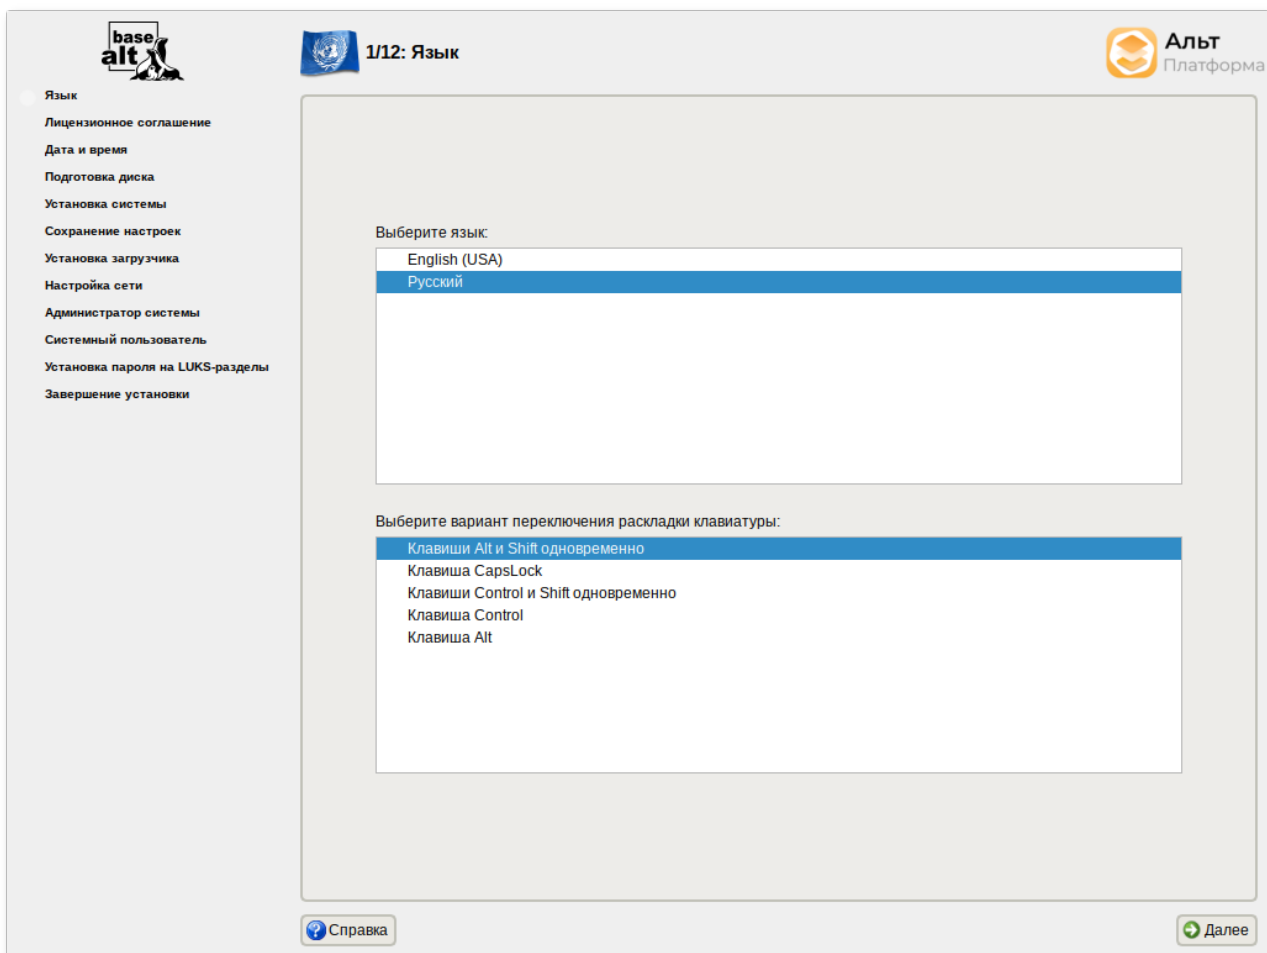 base
alt
1/12: Язык
Альт
Платформа
Язык
Лицензионное соглашение
Дата и время
Подготовка диска
Установка системы
Сохранение настроек
Установка загрузчика
Настройка сети
Администратор системы
Системный пользователь
Установка пароля на LUKS-разделы
Завершение установки
Выберите язык:
English (USA)
Русский
Выберите вариант переключения раскладки клавиатуры:
Клавиши Alt и Shift одновременно
Клавиша CapsLock
Клавиши Control и Shift одновременно
Клавиша Control
Клавиша Alt
Справка
Далее